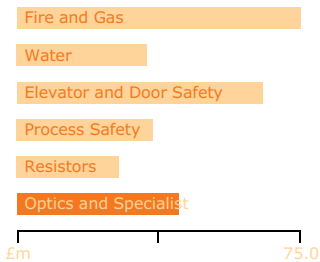 Fire and Gas
Water
Elevator and Door Safety
Process Safety
Resistors
Optics and Specialist
£m 75.0